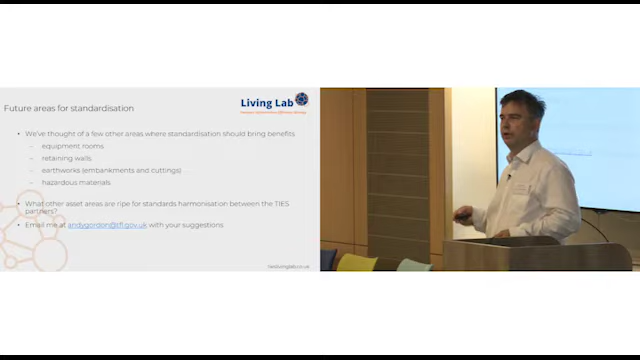 Living Lab
Future areas for standardisation
• We've thought of a few other areas where standardisation should bring benefits
– equipment rooms
– retaining walls
– earthworks (embankments and cuttings)
– hazardous materials
• What other asset areas are ripe for standards harmonisation between the TIES
partners?
• Email me at andygordon@tfl.gov.uk with your suggestions